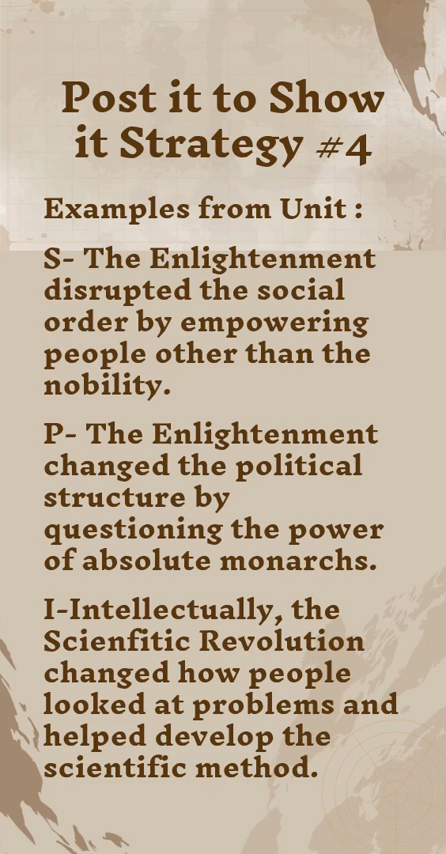 Post it to Show
it Strategy #4
Examples from Unit :
S- The Enlightenment
disrupted the social
order by empowering
people other than the
nobility.
P- The Enlightenment
changed the political
structure by
questioning the power
of absolute monarchs.
I-Intellectually, the
Scienfitic Revolution
changed how people
looked at problems and
helped develop the
scientific method.